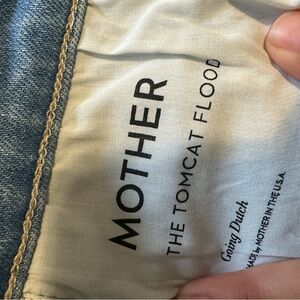 MOTHER
THE TOMCAT FLOOD
Going Dutch
MADE by MOTHER IN THE U.S.A.